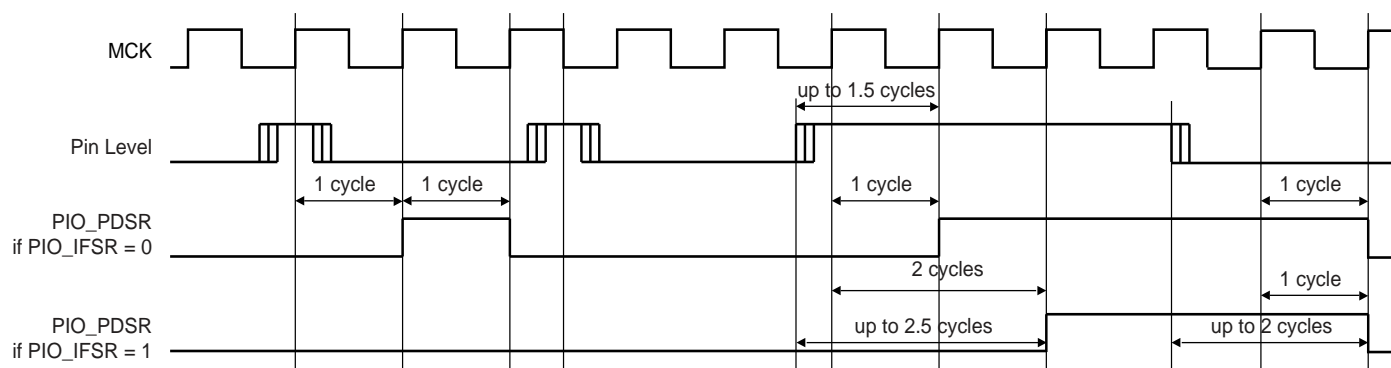 MCK
up to 1.5 cycles
Pin Level
1 cycle
1 cycle
1 cycle
1 cycle
PIO_PDSR
if PIO_IFSR = 0
2 cycles
1 cycle
PIO_PDSR
if PIO_IFSR = 1
up to 2.5 cycles
up to 2 cycles